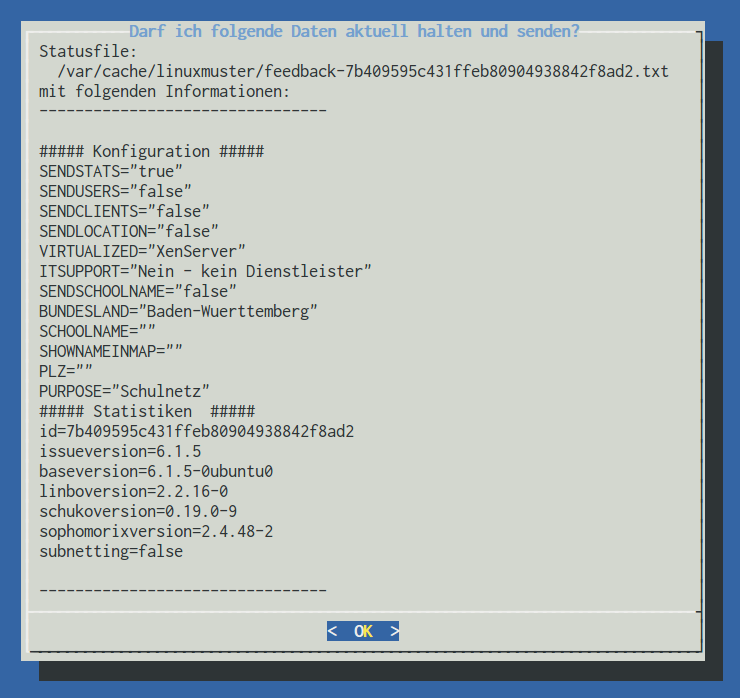 Darf ich folgende Daten aktuell halten und senden?
Statusfile:
/var/cache/linuxmuster/feedback-7b409595c431ffeb80904938842f8ad2.txt
mit folgenden Informationen:
--------------------------------
##### Konfiguration #####
SENDSTATS="true"
SENDUSERS="false"
SENDCLIENTS="false"
SENDLOCATION="false"
VIRTUALIZED="XenServer"
ITSUPPORT="Nein - kein Dienstleister"
SENDSCHOOLNAME="false"
BUNDESLAND="Baden-Wuerttemberg"
SCHOOLNAME=""
SHOWNAMEINMAP=""
PLZ=""
PURPOSE="Schulnetz"
##### Statistiken  #####
id=7b409595c431ffeb80904938842f8ad2
issueversion=6.1.5
baseversion=6.1.5-0ubuntu0
linboversion=2.2.16-0
schukoversion=0.19.0-9
sophomorixversion=2.4.48-2
subnetting=false
--------------------------------
<  OK  >